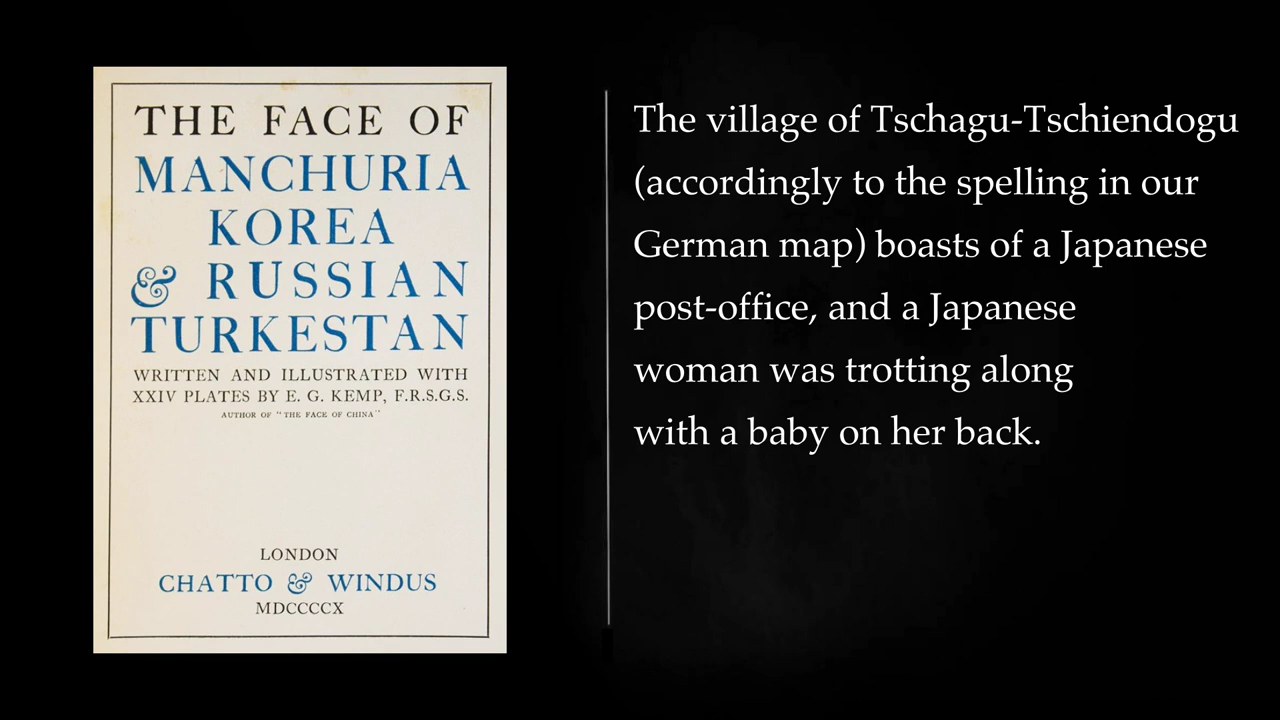 THE FACE OF
MANCHURIA
KOREA
& RUSSIAN
TURKESTAN
WRITTEN AND ILLUSTRATED WITH
XXIV PLATES BY E. G. KEMP, F.R.S.G.S.
AUTHOR OF "THE FACE OF CHINA"
LONDON
CHATTO & WINDUS
MDCCCCX
The village of Tschagu-Tschiendogu
(accordingly to the spelling in our
German map) boasts of a Japanese
post-office, and a Japanese
woman was trotting along
with a baby on her back.